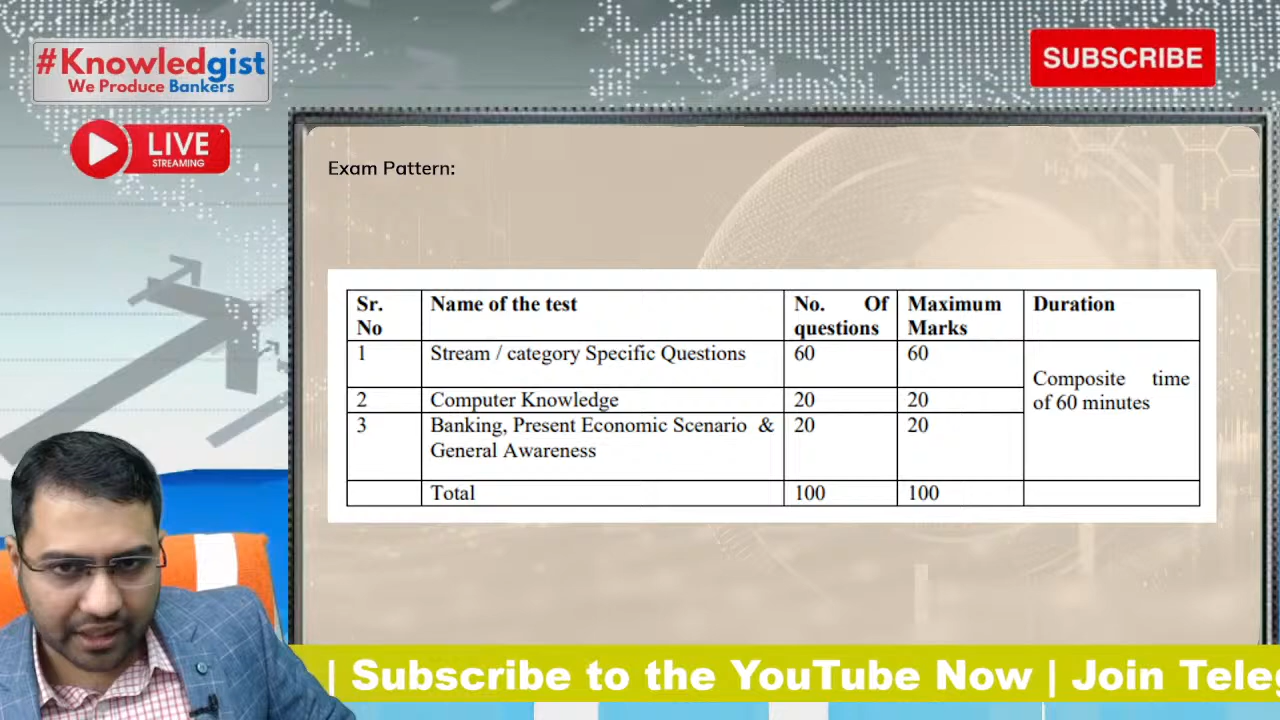 #Knowledgist
We Produce Bankers
SUBSCRIBE
LIVE
STREAMING
Exam Pattern:
Sr. No | Name of the test | No. Of questions | Maximum Marks | Duration
1 | Stream / category Specific Questions | 60 | 60 | Composite time of 60 minutes
2 | Computer Knowledge | 20 | 20
3 | Banking, Present Economic Scenario & General Awareness | 20 | 20
Total | 100 | 100
| Subscribe to the YouTube Now | Join